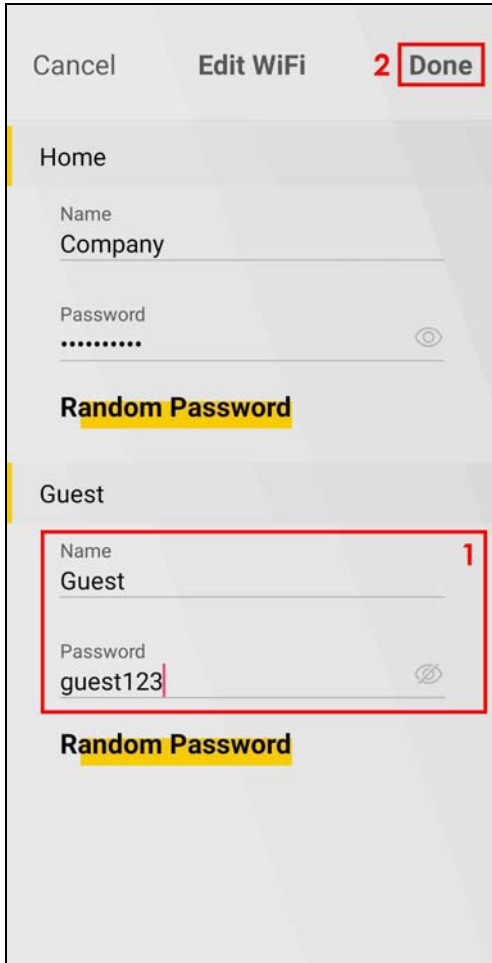 Cancel Edit WiFi 2 Done
Home
Name
Company
Password
••••••••••
Random Password
Guest
Name 1
Guest
Password
guest123
Random Password